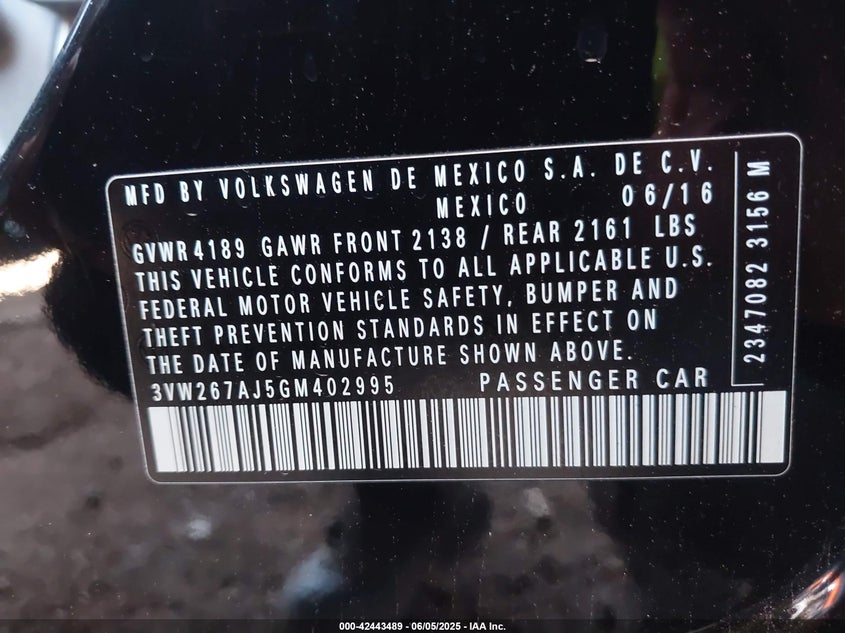 MFD BY VOLKSWAGEN DE MEXICO S.A. DE C.V.
MEXICO 06/16
GVWR 4189 GAWR FRONT 2138 / REAR 2161 LBS
THIS VEHICLE CONFORMS TO ALL APPLICABLE U.S.
FEDERAL MOTOR VEHICLE SAFETY, BUMPER AND
THEFT PREVENTION STANDARDS IN EFFECT ON
THE DATE OF MANUFACTURE SHOWN ABOVE.
3VW267AJ5GM402995 PASSENGER CAR
2347082 3156 M
000-42443489 - 06/05/2025 - IAA Inc.